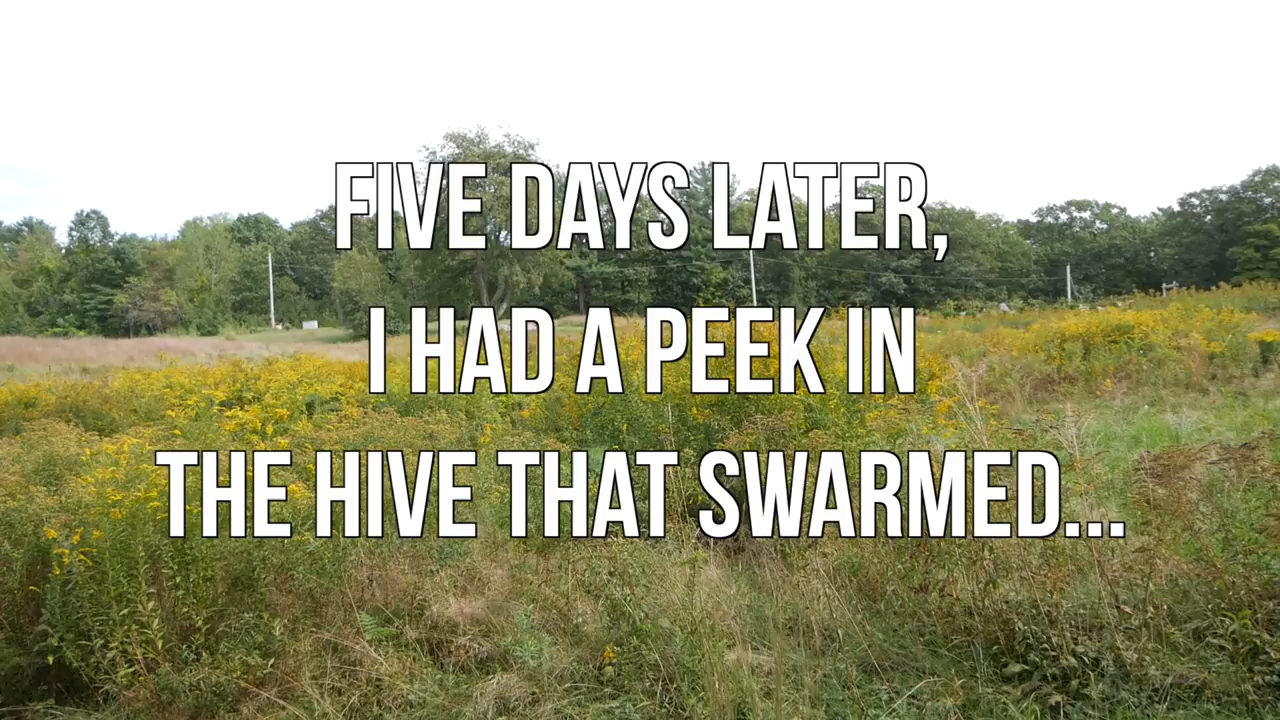 FIVE DAYS LATER,
I HAD A PEEK IN
THE HIVE THAT SWARMED...